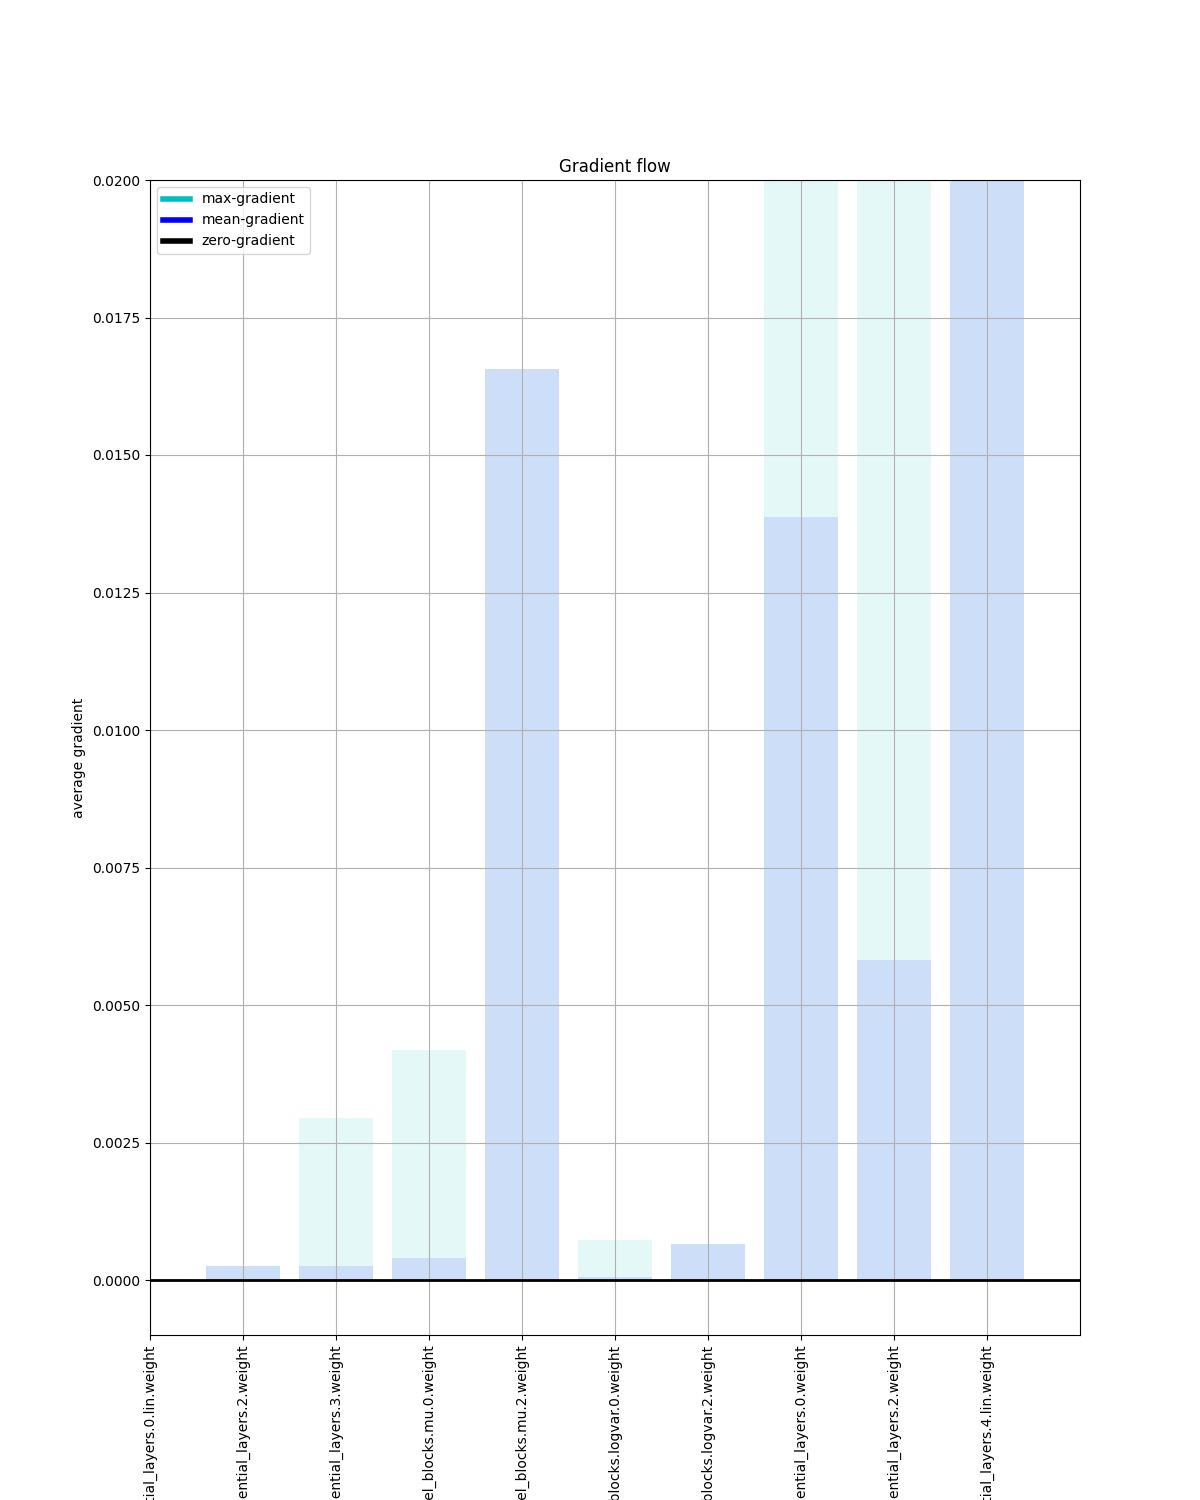 Gradient flow
max-gradient
mean-gradient
zero-gradient
0.0200
0.0175
0.0150
0.0125
0.0100
0.0075
0.0050
0.0025
0.0000
average gradient
tial_layers.0.lin.weight
ential_layers.2.weight
ential_layers.3.weight
el_blocks.mu.0.weight
el_blocks.mu.2.weight
blocks.logvar.0.weight
blocks.logvar.2.weight
ential_layers.0.weight
ential_layers.2.weight
tial_layers.4.lin.weight